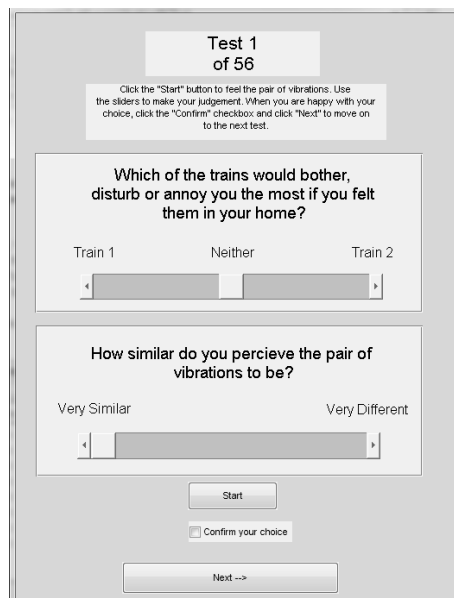 Test 1
of 56
Click the "Start" button to feel the pair of vibrations. Use
the sliders to make your judgement. When you are happy with your
choice, click the "Confirm" checkbox and click "Next" to move on
to the next test.
Which of the trains would bother,
disturb or annoy you the most if you felt
them in your home?
Train 1 Neither Train 2
How similar do you percieve the pair of
vibrations to be?
Very Similar Very Different
Start
Confirm your choice
Next -->